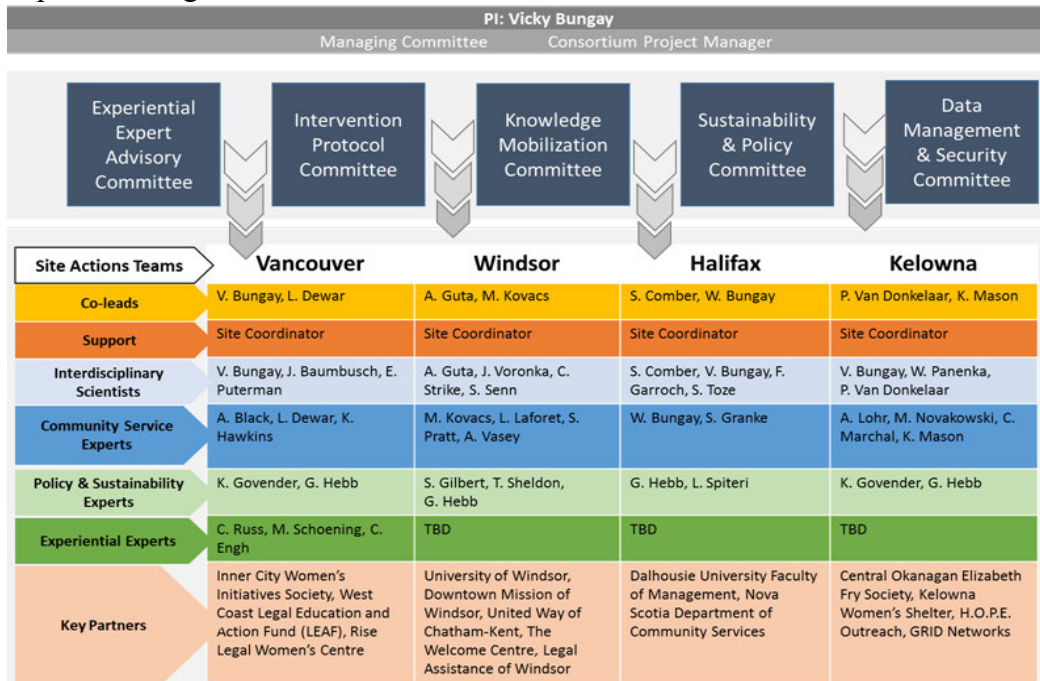 PI: Vicky Bungay
Managing Committee Consortium Project Manager
Experiential
Expert
Advisory
Committee
Intervention
Protocol
Committee
Knowledge
Mobilization
Committee
Sustainability
& Policy
Committee
Data
Management
& Security
Committee
Site Actions Teams
Vancouver
Windsor
Halifax
Kelowna
Co-leads
V. Bungay, L. Dewar
A. Guta, M. Kovacs
S. Comber, W. Bungay
P. Van Donkelaar, K. Mason
Support
Site Coordinator
Site Coordinator
Site Coordinator
Site Coordinator
Interdisciplinary
Scientists
V. Bungay, J. Baumbusch, E.
Puterman
A. Guta, J. Voronka, C.
Strike, S. Senn
S. Comber, V. Bungay, F.
Garroch, S. Toze
V. Bungay, W. Panenka,
P. Van Donkelaar
Community Service
Experts
A. Black, L. Dewar, K.
Hawkins
M. Kovacs, L. Laforet, S.
Pratt, A. Vasey
W. Bungay, S. Granke
A. Lohr, M. Novakowski, C.
Marchal, K. Mason
Policy & Sustainability
Experts
K. Govender, G. Hebb
S. Gilbert, T. Sheldon,
G. Hebb
G. Hebb, L. Spiteri
K. Govender, G. Hebb
Experiential Experts
C. Russ, M. Schoening, C.
Engh
TBD
TBD
TBD
Key Partners
Inner City Women's
Initiatives Society, West
Coast Legal Education and
Action Fund (LEAF), Rise
Legal Women's Centre
University of Windsor,
Downtown Mission of
Windsor, United Way of
Chatham-Kent, The
Welcome Centre, Legal
Assistance of Windsor
Dalhousie University Faculty
of Management, Nova
Scotia Department of
Community Services
Central Okanagan Elizabeth
Fry Society, Kelowna
Women's Shelter, H.O.P.E.
Outreach, GRID Networks